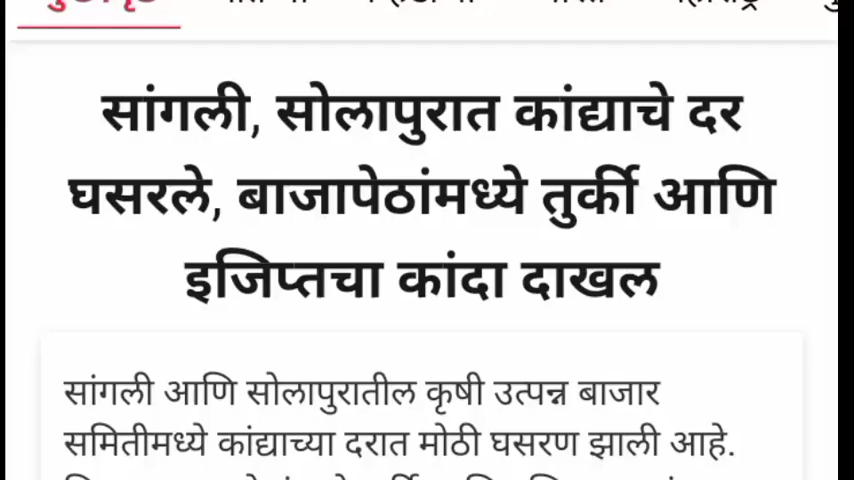 सांगली, सोलापुरात कांद्याचे दर
घसरले, बाजापेठांमध्ये तुर्की आणि
इजिप्तचा कांदा दाखल
सांगली आणि सोलापुरातील कृषी उत्पन्न बाजार
समितीमध्ये कांद्याच्या दरात मोठी घसरण झाली आहे.